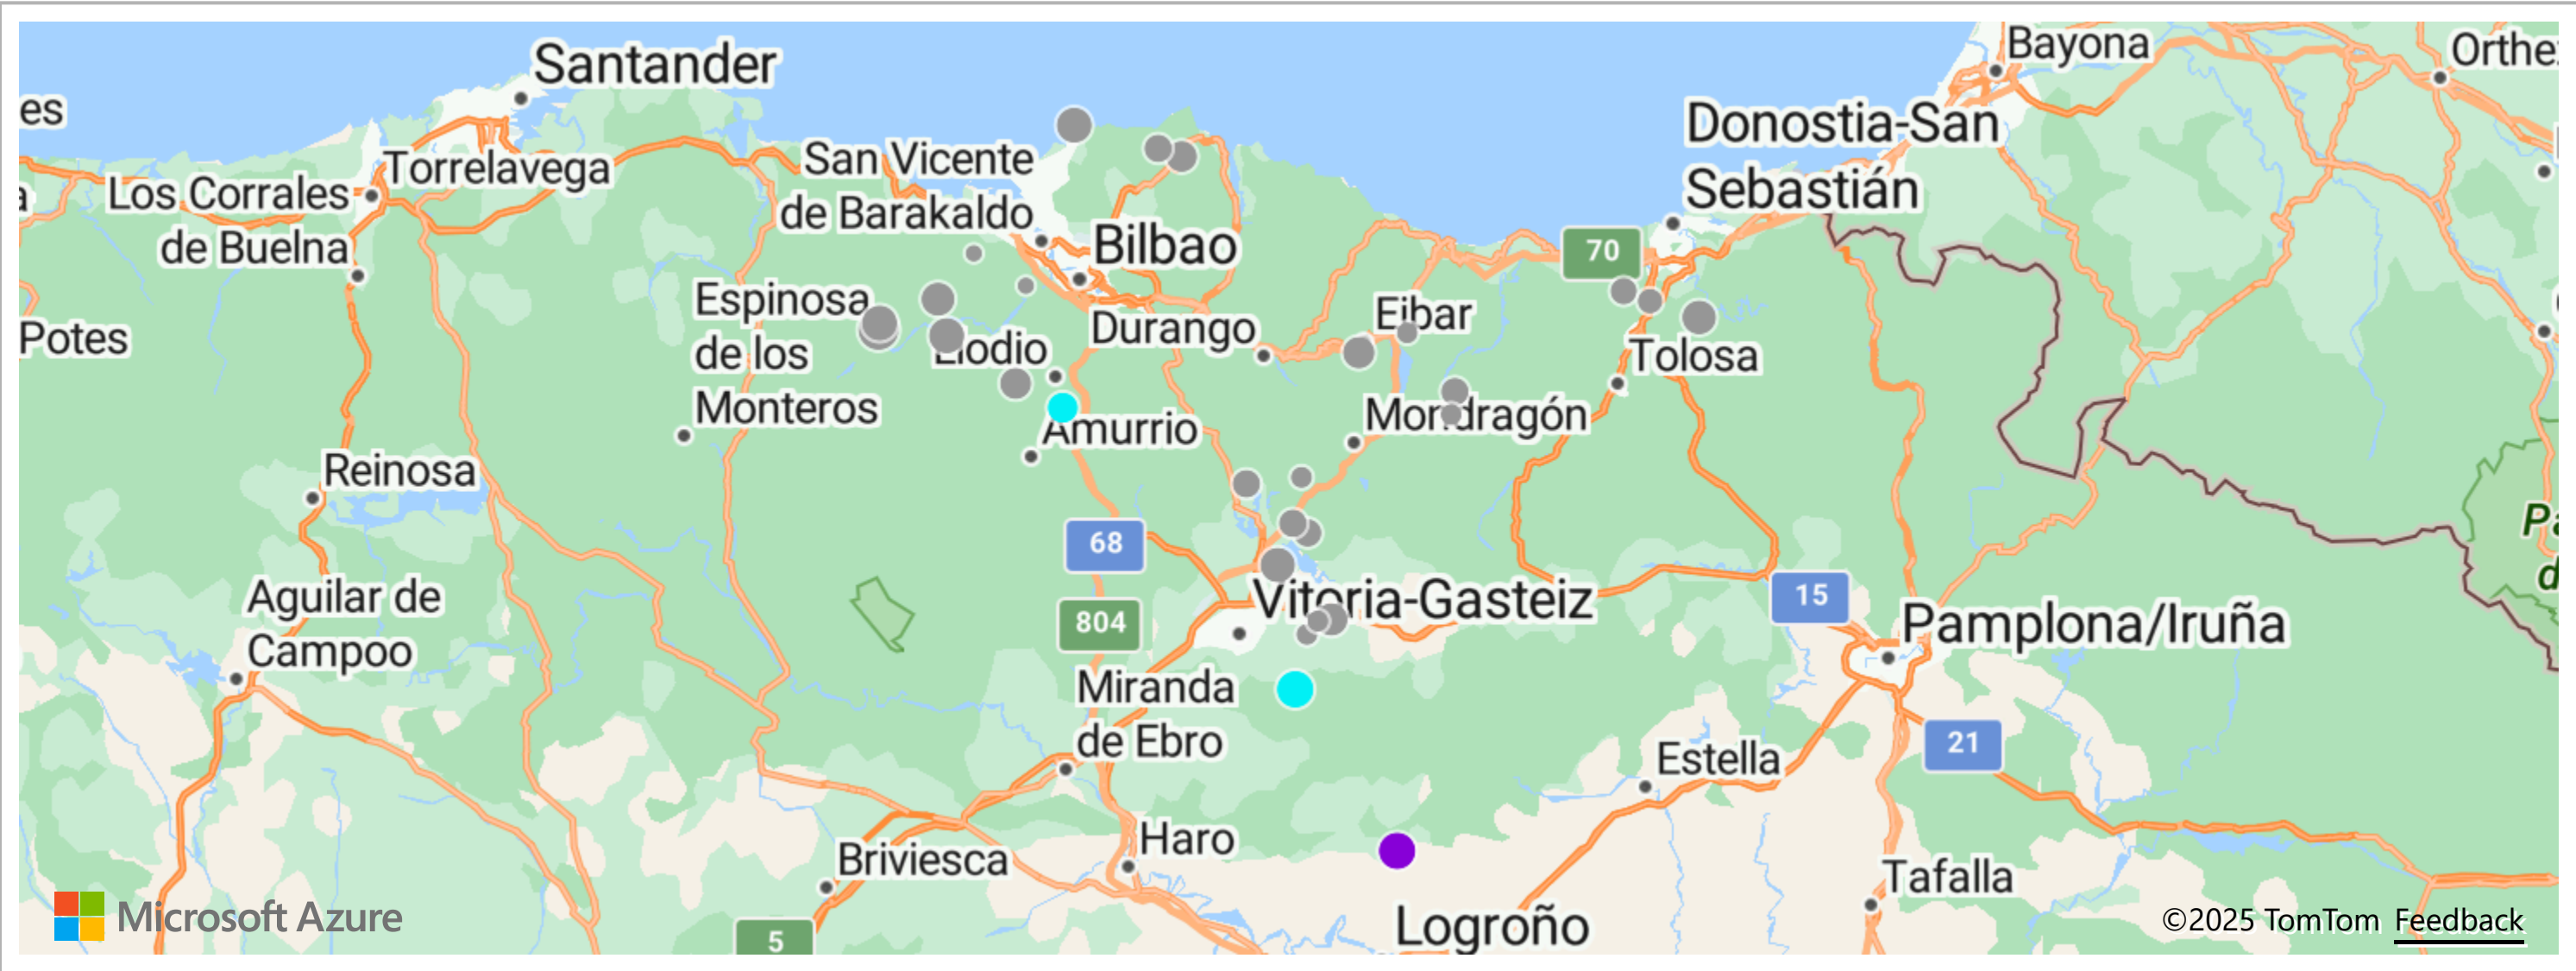 Santander
Bayona
Orthe
es
Donostia-San
Sebastián
San Vicente
de Barakaldo
Torrelavega
Los Corrales
de Buelna
Bilbao
70
Espinosa
de los
Monteros
Eibar
Durango
Llodio
Tolosa
Potes
Mondragón
Amurrio
Reinosa
68
Vitoria-Gasteiz
15
Aguilar de
Campoo
804
Pamplona/Iruña
Miranda
de Ebro
21
Estella
Haro
Briviesca
Tafalla
Logroño
5
Microsoft Azure
©2025 TomTom Feedback